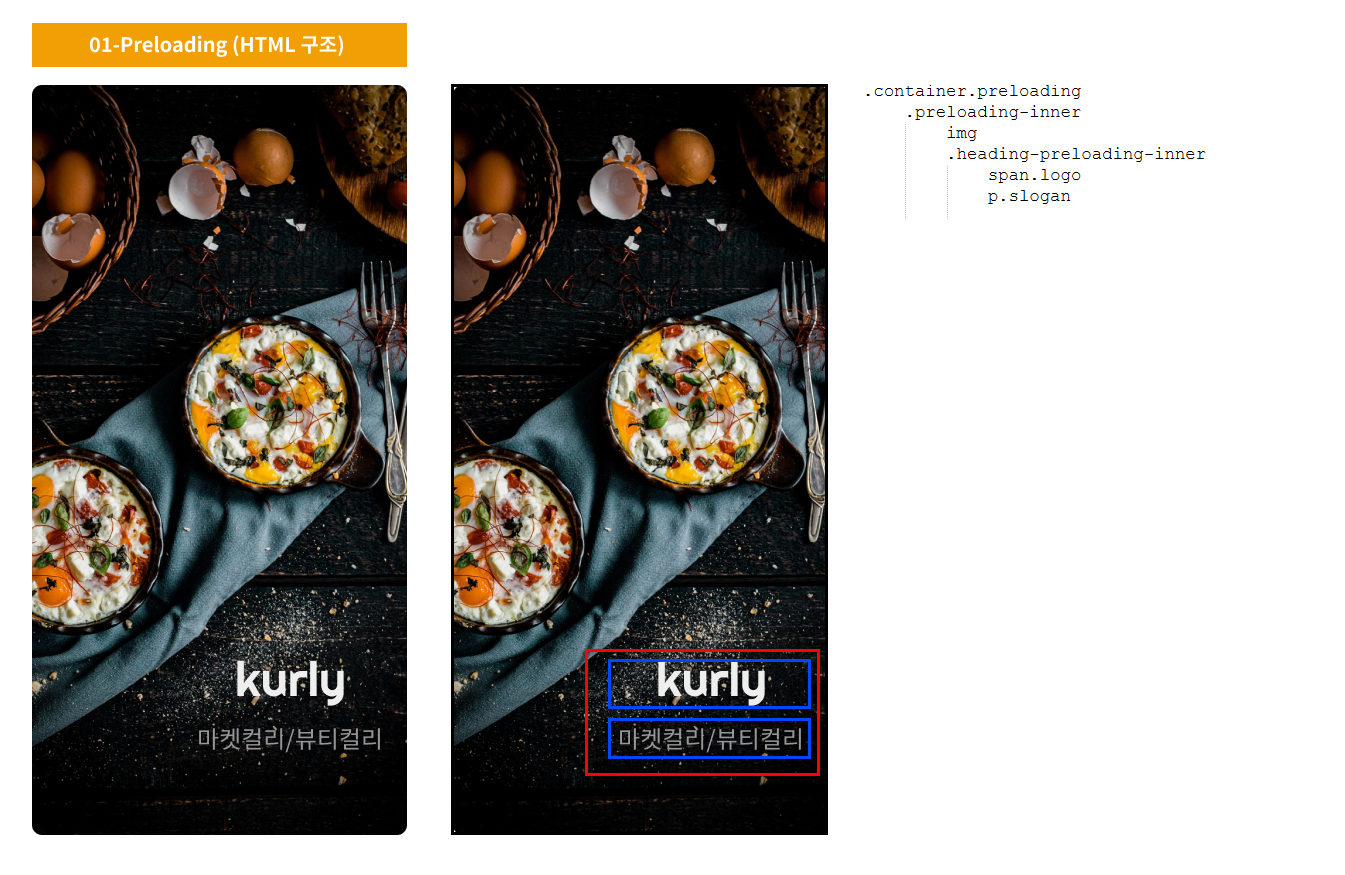 01-Preloading (HTML 구조)
kurly
마켓컬리/뷰티컬리
kurly
마켓컬리/뷰티컬리
.container.preloading
.preloading-inner
img
.heading-preloading-inner
span.logo
p.slogan